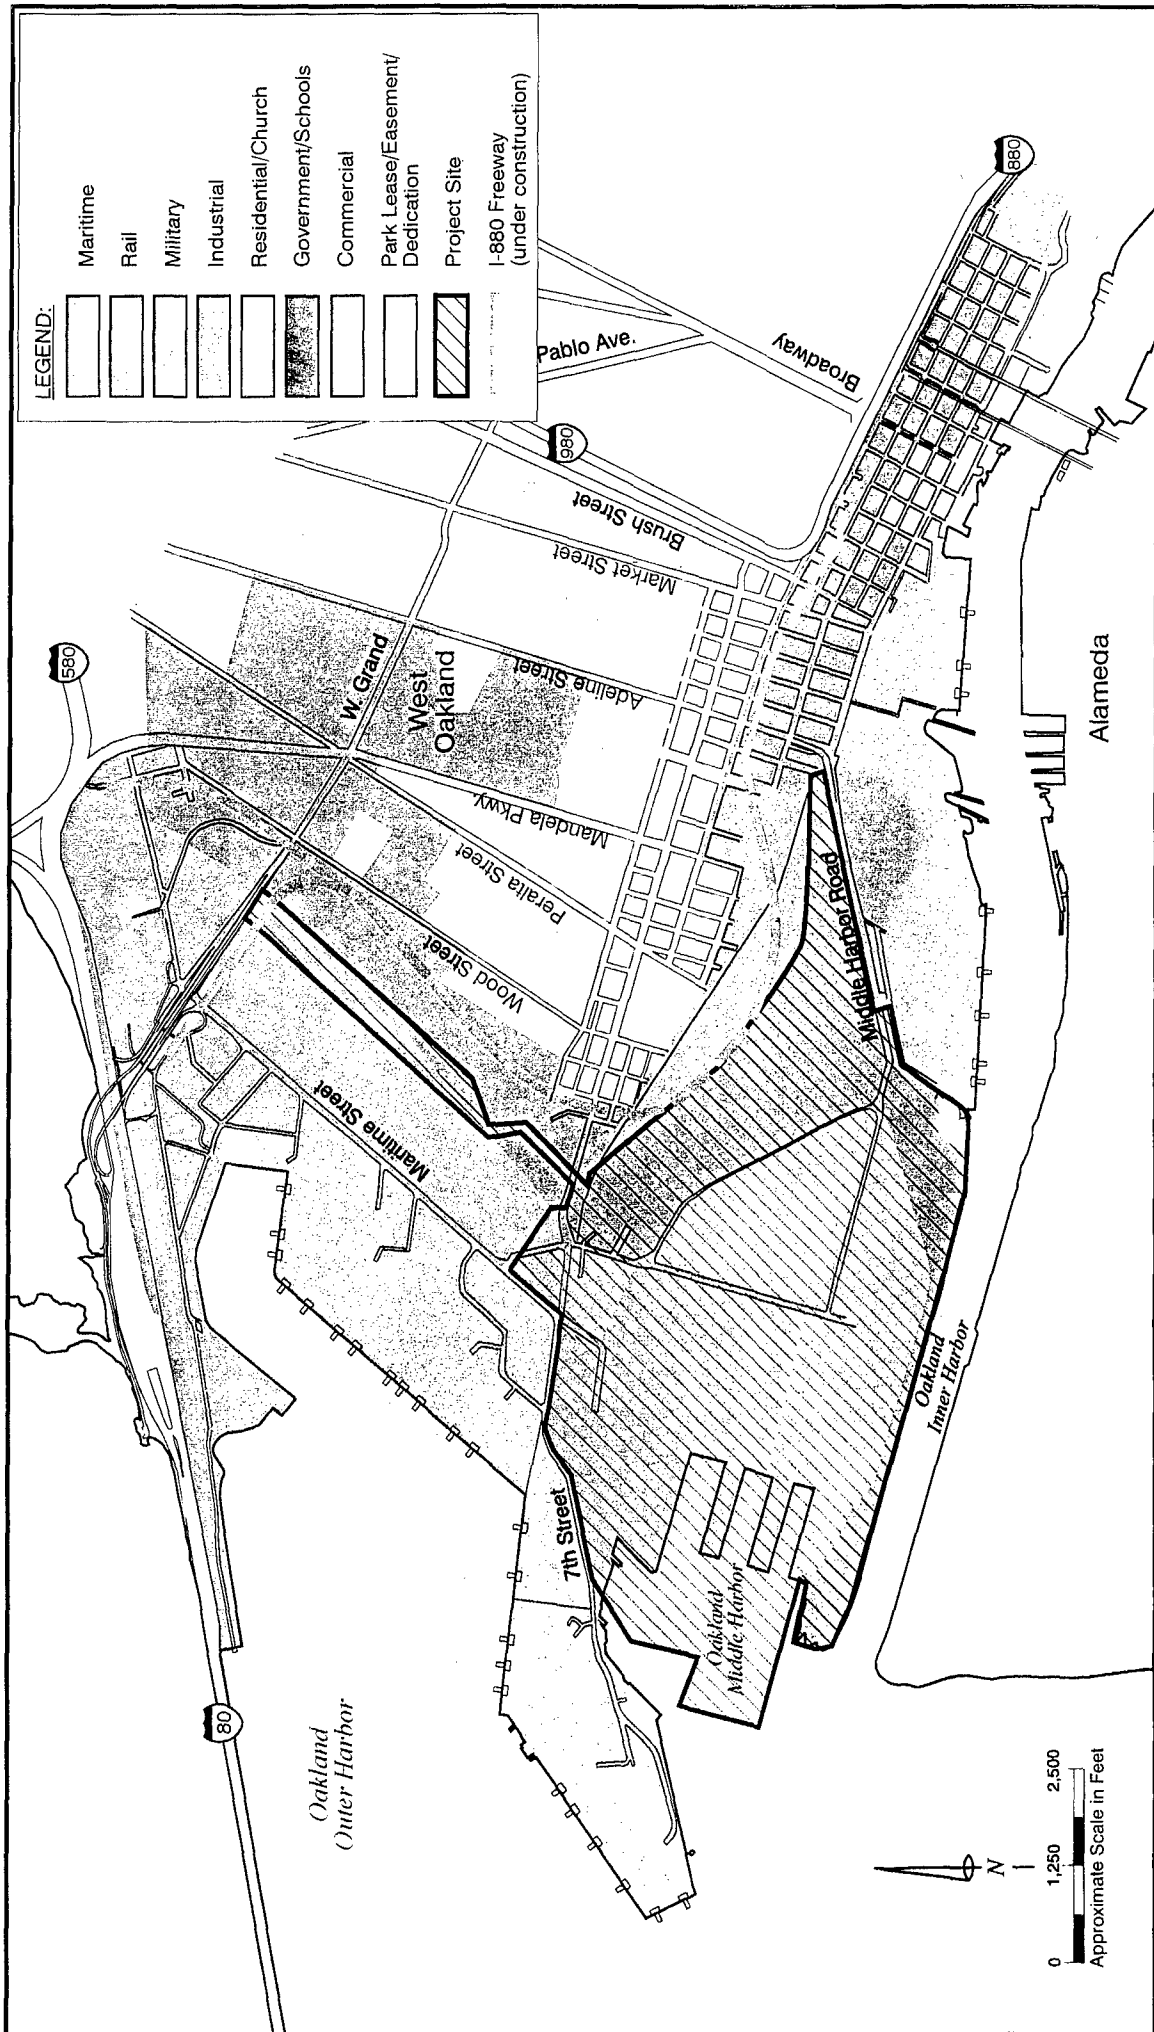 LEGEND:
Maritime
Rail
Military
Industrial
Residential/Church
Government/Schools
Commercial
Park Lease/Easement/
Dedication
Project Site
I-880 Freeway
(under construction)
580
80
980
880
Pablo Ave.
Broadway
Brush Street
Market Street
Adeline Street
W. Grand
West
Oakland
Mandela Pkwy.
Peralta Street
Wood Street
Maritime Street
7th Street
Middle Harbor Road
Oakland
Outer Harbor
Oakland
Middle Harbor
Oakland
Inner Harbor
Alameda
N
0 1,250 2,500
Approximate Scale in Feet